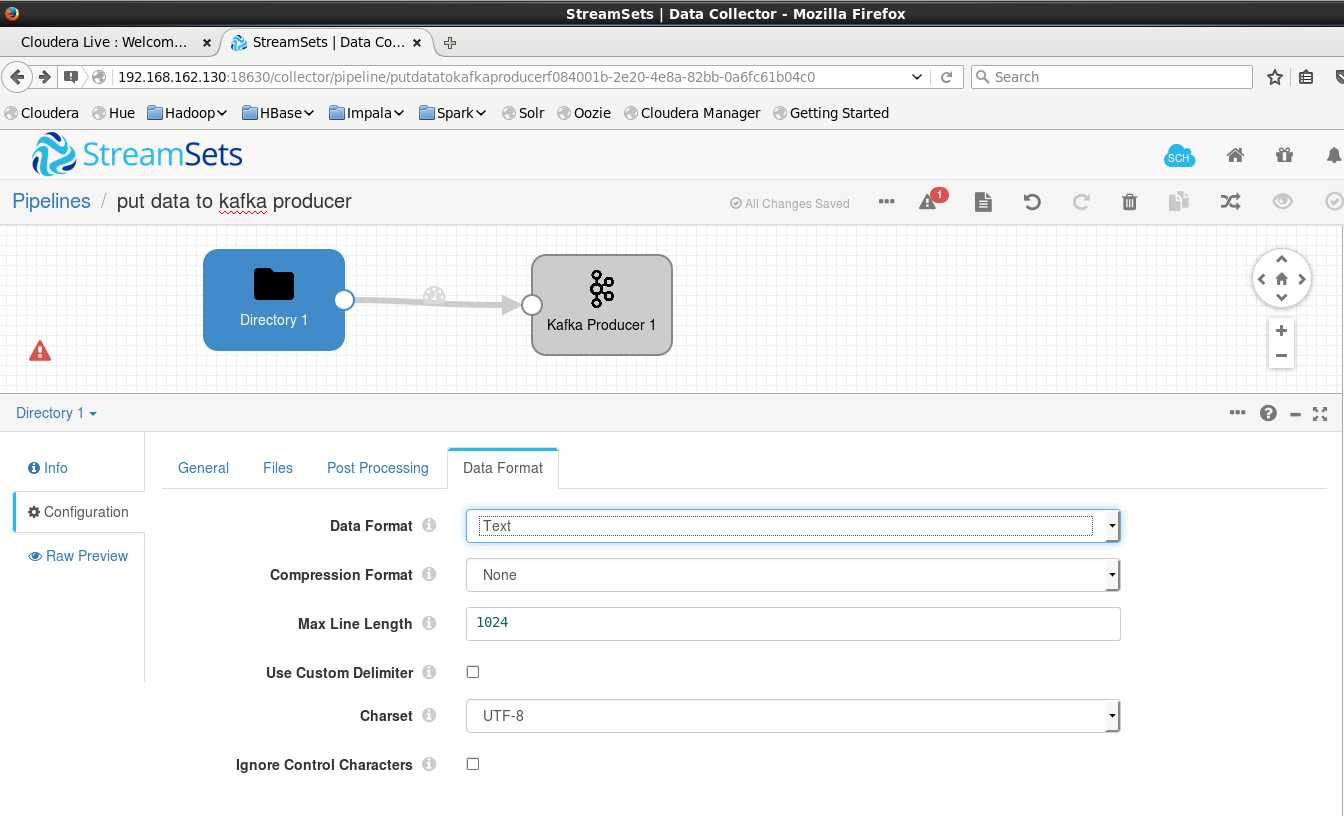 StreamSets | Data Collector - Mozilla Firefox
Cloudera Live : Welcom... StreamSets | Data Co...
192.168.162.130:18630/collector/pipeline/putdatatokafkaproducerf084001b-2e20-4e8a-82bb-0a6fc61b04c0 Search
Cloudera Hue Hadoop HBase Impala Spark Solr Oozie Cloudera Manager Getting Started
StreamSets SCH
Pipelines / put data to kafka producer All Changes Saved 1
Directory 1
Kafka Producer 1
Directory 1
Info
Configuration
Raw Preview
General Files Post Processing Data Format
Data Format Text
Compression Format None
Max Line Length 1024
Use Custom Delimiter
Charset UTF-8
Ignore Control Characters